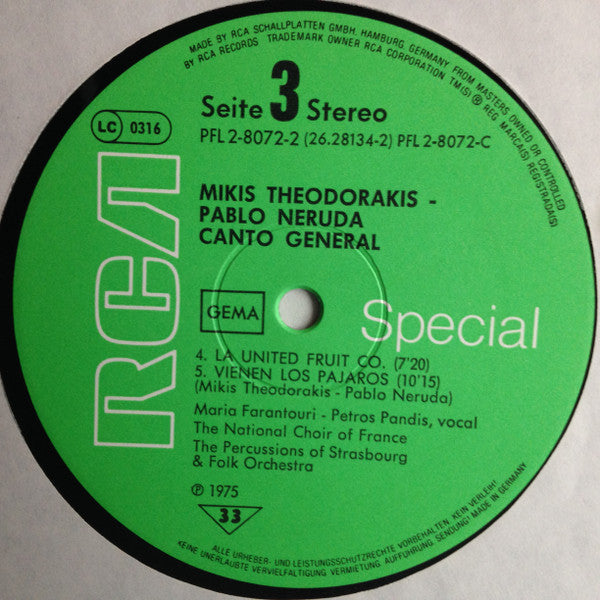 MADE BY RCA SCHALLPLATTEN GMBH. HAMBURG, GERMANY, FROM MASTERS OWNED OR CONTROLLED
BY RCA RECORDS TRADEMARK OWNER RCA CORPORATION TM(S) ® REG. MARCA(S) REGISTRADA(S)
Seite 3 Stereo
LC 0316
PFL 2-8072-2 (26.28134-2) PFL 2-8072-C
RCA
MIKIS THEODORAKIS -
PABLO NERUDA
CANTO GENERAL
GEMA
Special
4. LA UNITED FRUIT CO. (7'20)
5. VIENEN LOS PAJAROS (10'15)
(Mikis Theodorakis - Pablo Neruda)
Maria Farantouri - Petros Pandis, vocal
The National Choir of France
The Percussions of Strasbourg
& Folk Orchestra
℗ 1975
33
ALLE URHEBER- UND LEISTUNGSSCHUTZRECHTE VORBEHALTEN. KEIN VERLEIH!
KEINE UNERLAUBTE VERVIELFALTIGUNG, VERMIETUNG, AUFFÜHRUNG, SENDUNG! MADE IN GERMANY